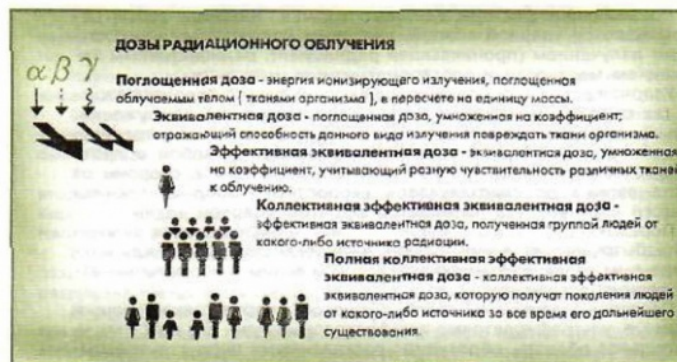 ДОЗЫ РАДИАЦИОННОГО ОБЛУЧЕНИЯ
α β γ
Поглощенная доза - энергия ионизирующего излучения, поглощенная
облучаемым телом ( тканями организма ), в пересчете на единицу массы.
Эквивалентная доза - поглощенная доза, умноженная на коэффициент,
отражающий способность данного вида излучения повреждать ткани организма.
Эффективная эквивалентная доза - эквивалентная доза, умноженная
на коэффициент, учитывающий разную чувствительность различных тканей
к облучению.
Коллективная эффективная эквивалентная доза -
эффективная эквивалентная доза, полученная группой людей от
какого-либо источника радиации.
Полная коллективная эффективная
эквивалентная доза - коллективная эффективная
эквивалентная доза, которую получат поколения людей
от какого-либо источника за все время его дальнейшего
существования.